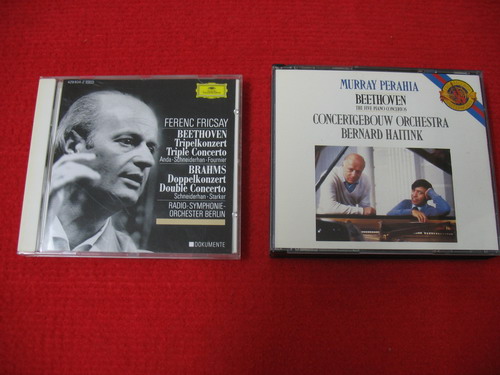 FERENC FRICSAY
BEETHOVEN
Tripelkonzert
Triple Concerto
Anda·Schneiderhan·Fournier
BRAHMS
Doppelkonzert
Double Concerto
Schneiderhan·Starker
RADIO-SYMPHONIE-
ORCHESTER BERLIN
DOKUMENTE
MURRAY PERAHIA
BEETHOVEN
THE FIVE PIANO CONCERTOS
CONCERTGEBOUW ORCHESTRA
BERNARD HAITINK